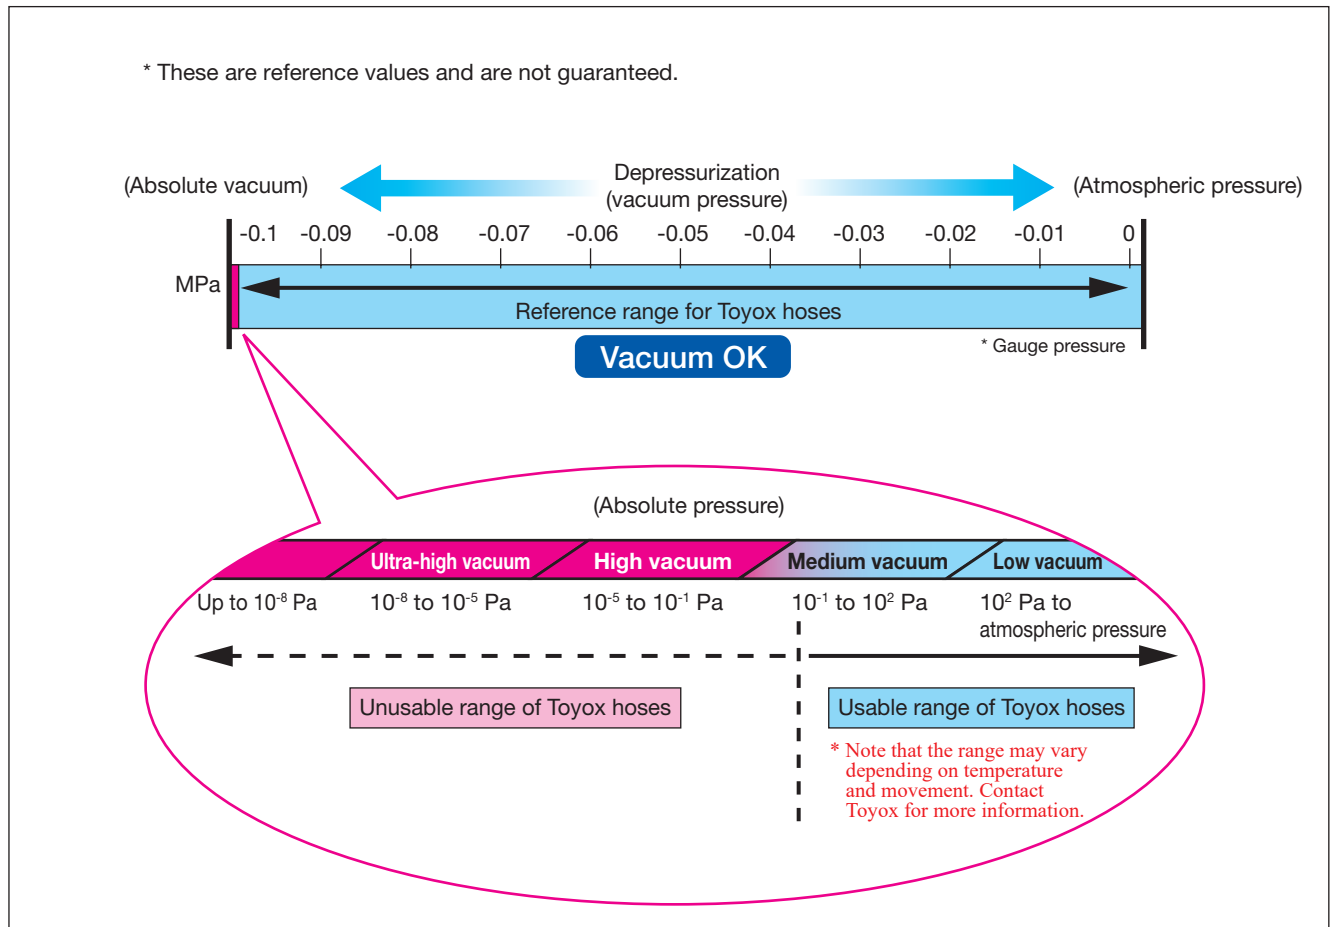 * These are reference values and are not guaranteed.
Depressurization
(Absolute vacuum) (vacuum pressure) (Atmospheric pressure)
-0.1 -0.09 -0.08 -0.07 -0.06 -0.05 -0.04 -0.03 -0.02 -0.01 0
MPa
Reference range for Toyox hoses
Vacuum OK
* Gauge pressure
(Absolute pressure)
Ultra-high vacuum High vacuum Medium vacuum Low vacuum
Up to 10⁻⁸ Pa 10⁻⁸ to 10⁻⁵ Pa 10⁻⁵ to 10⁻¹ Pa 10⁻¹ to 10² Pa 10² Pa to
atmospheric pressure
Unusable range of Toyox hoses Usable range of Toyox hoses
* Note that the range may vary
depending on temperature
and movement. Contact
Toyox for more information.